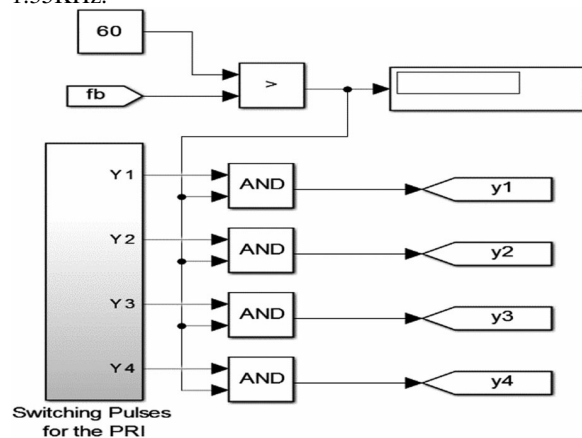 1.35KHz.
60
fb
>
Y1
AND
y1
Y2
AND
y2
Y3
AND
y3
Y4
AND
y4
Switching Pulses
for the PRI